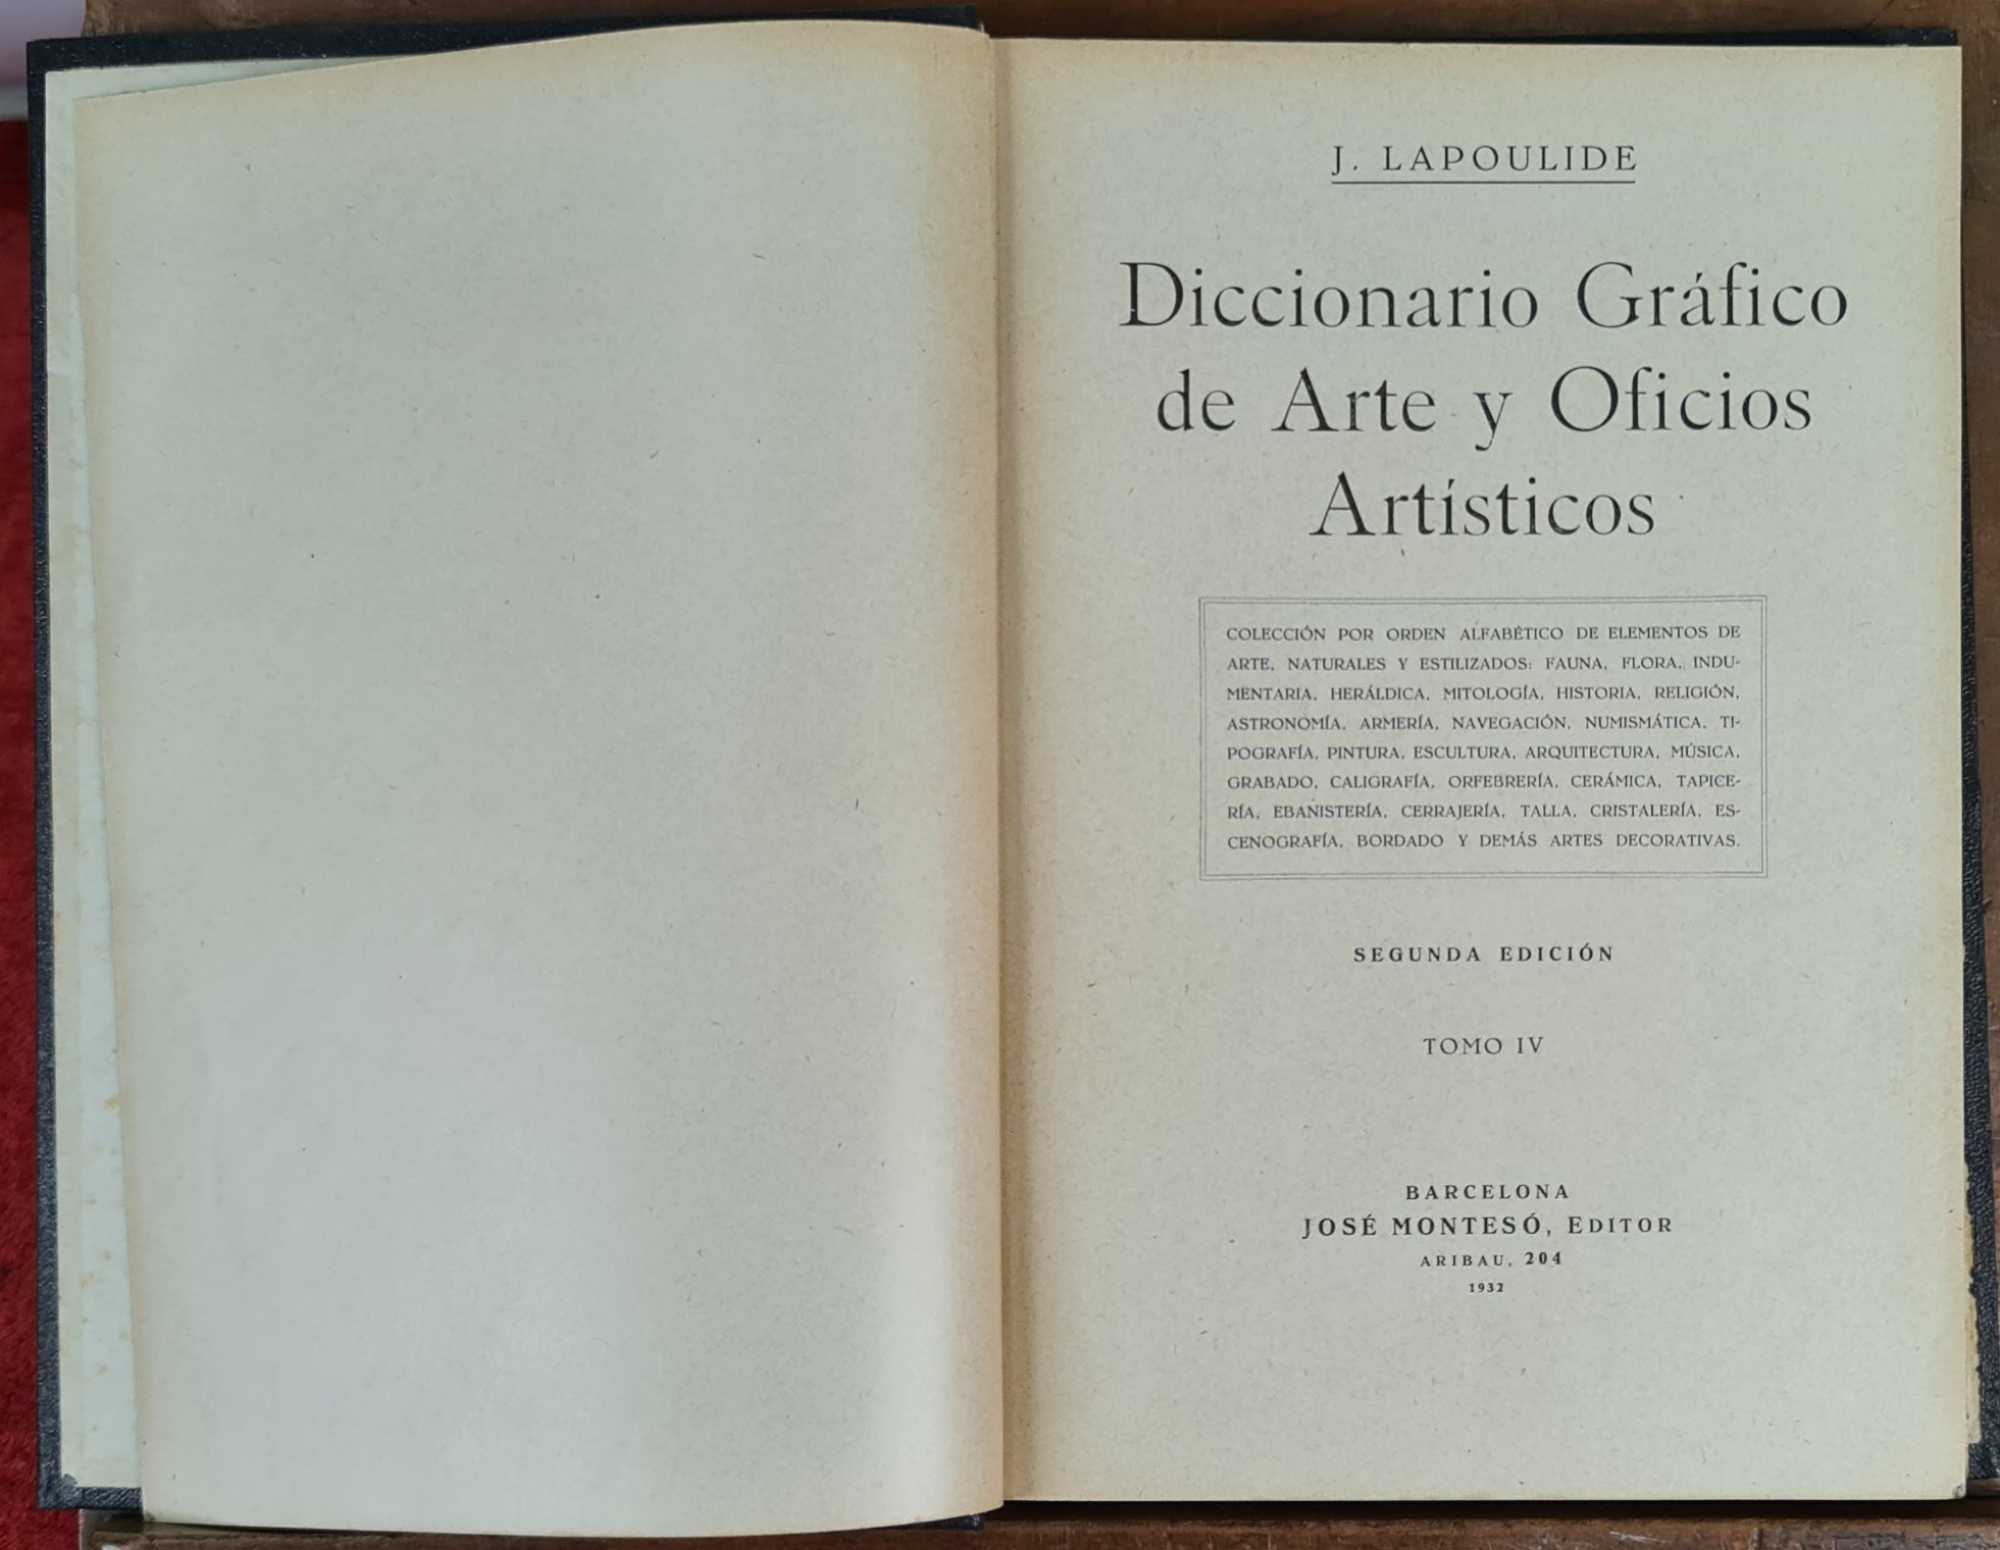 J. LAPOULIDE
Diccionario Gráfico
de Arte y Oficios
Artísticos
COLECCIÓN POR ORDEN ALFABÉTICO DE ELEMENTOS DE
ARTE, NATURALES Y ESTILIZADOS: FAUNA, FLORA, INDU-
MENTARIA, HERÁLDICA, MITOLOGÍA, HISTORIA, RELIGIÓN,
ASTRONOMÍA, ARMERÍA, NAVEGACIÓN, NUMISMÁTICA, TI-
POGRAFÍA, PINTURA, ESCULTURA, ARQUITECTURA, MÚSICA,
GRABADO, CALIGRAFÍA, ORFEBRERÍA, CERÁMICA, TAPICE-
RÍA, EBANISTERÍA, CERRAJERÍA, TALLA, CRISTALERÍA, ES-
CENOGRAFÍA, BORDADO Y DEMÁS ARTES DECORATIVAS.
SEGUNDA EDICIÓN
TOMO IV
BARCELONA
JOSÉ MONTESÓ, EDITOR
ARIBAU, 204
1932